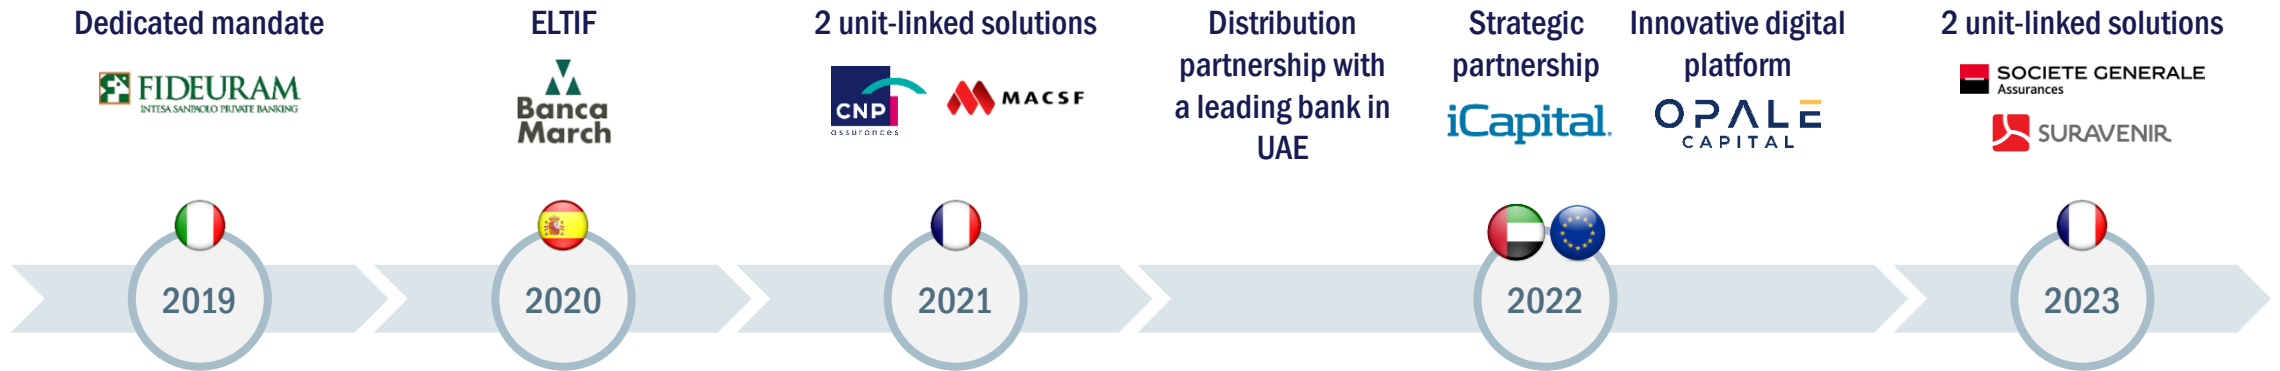 Dedicated mandate
FIDEURAM
INTESA SANPAOLO PRIVATE BANKING
ELTIF
Banca
March
2 unit-linked solutions
CNP
assurances
MACSF
Distribution
partnership with
a leading bank in
UAE
Strategic
partnership
iCapital.
Innovative digital
platform
OPALE
CAPITAL
2 unit-linked solutions
SOCIETE GENERALE
Assurances
SURAVENIR
2019
2020
2021
2022
2023